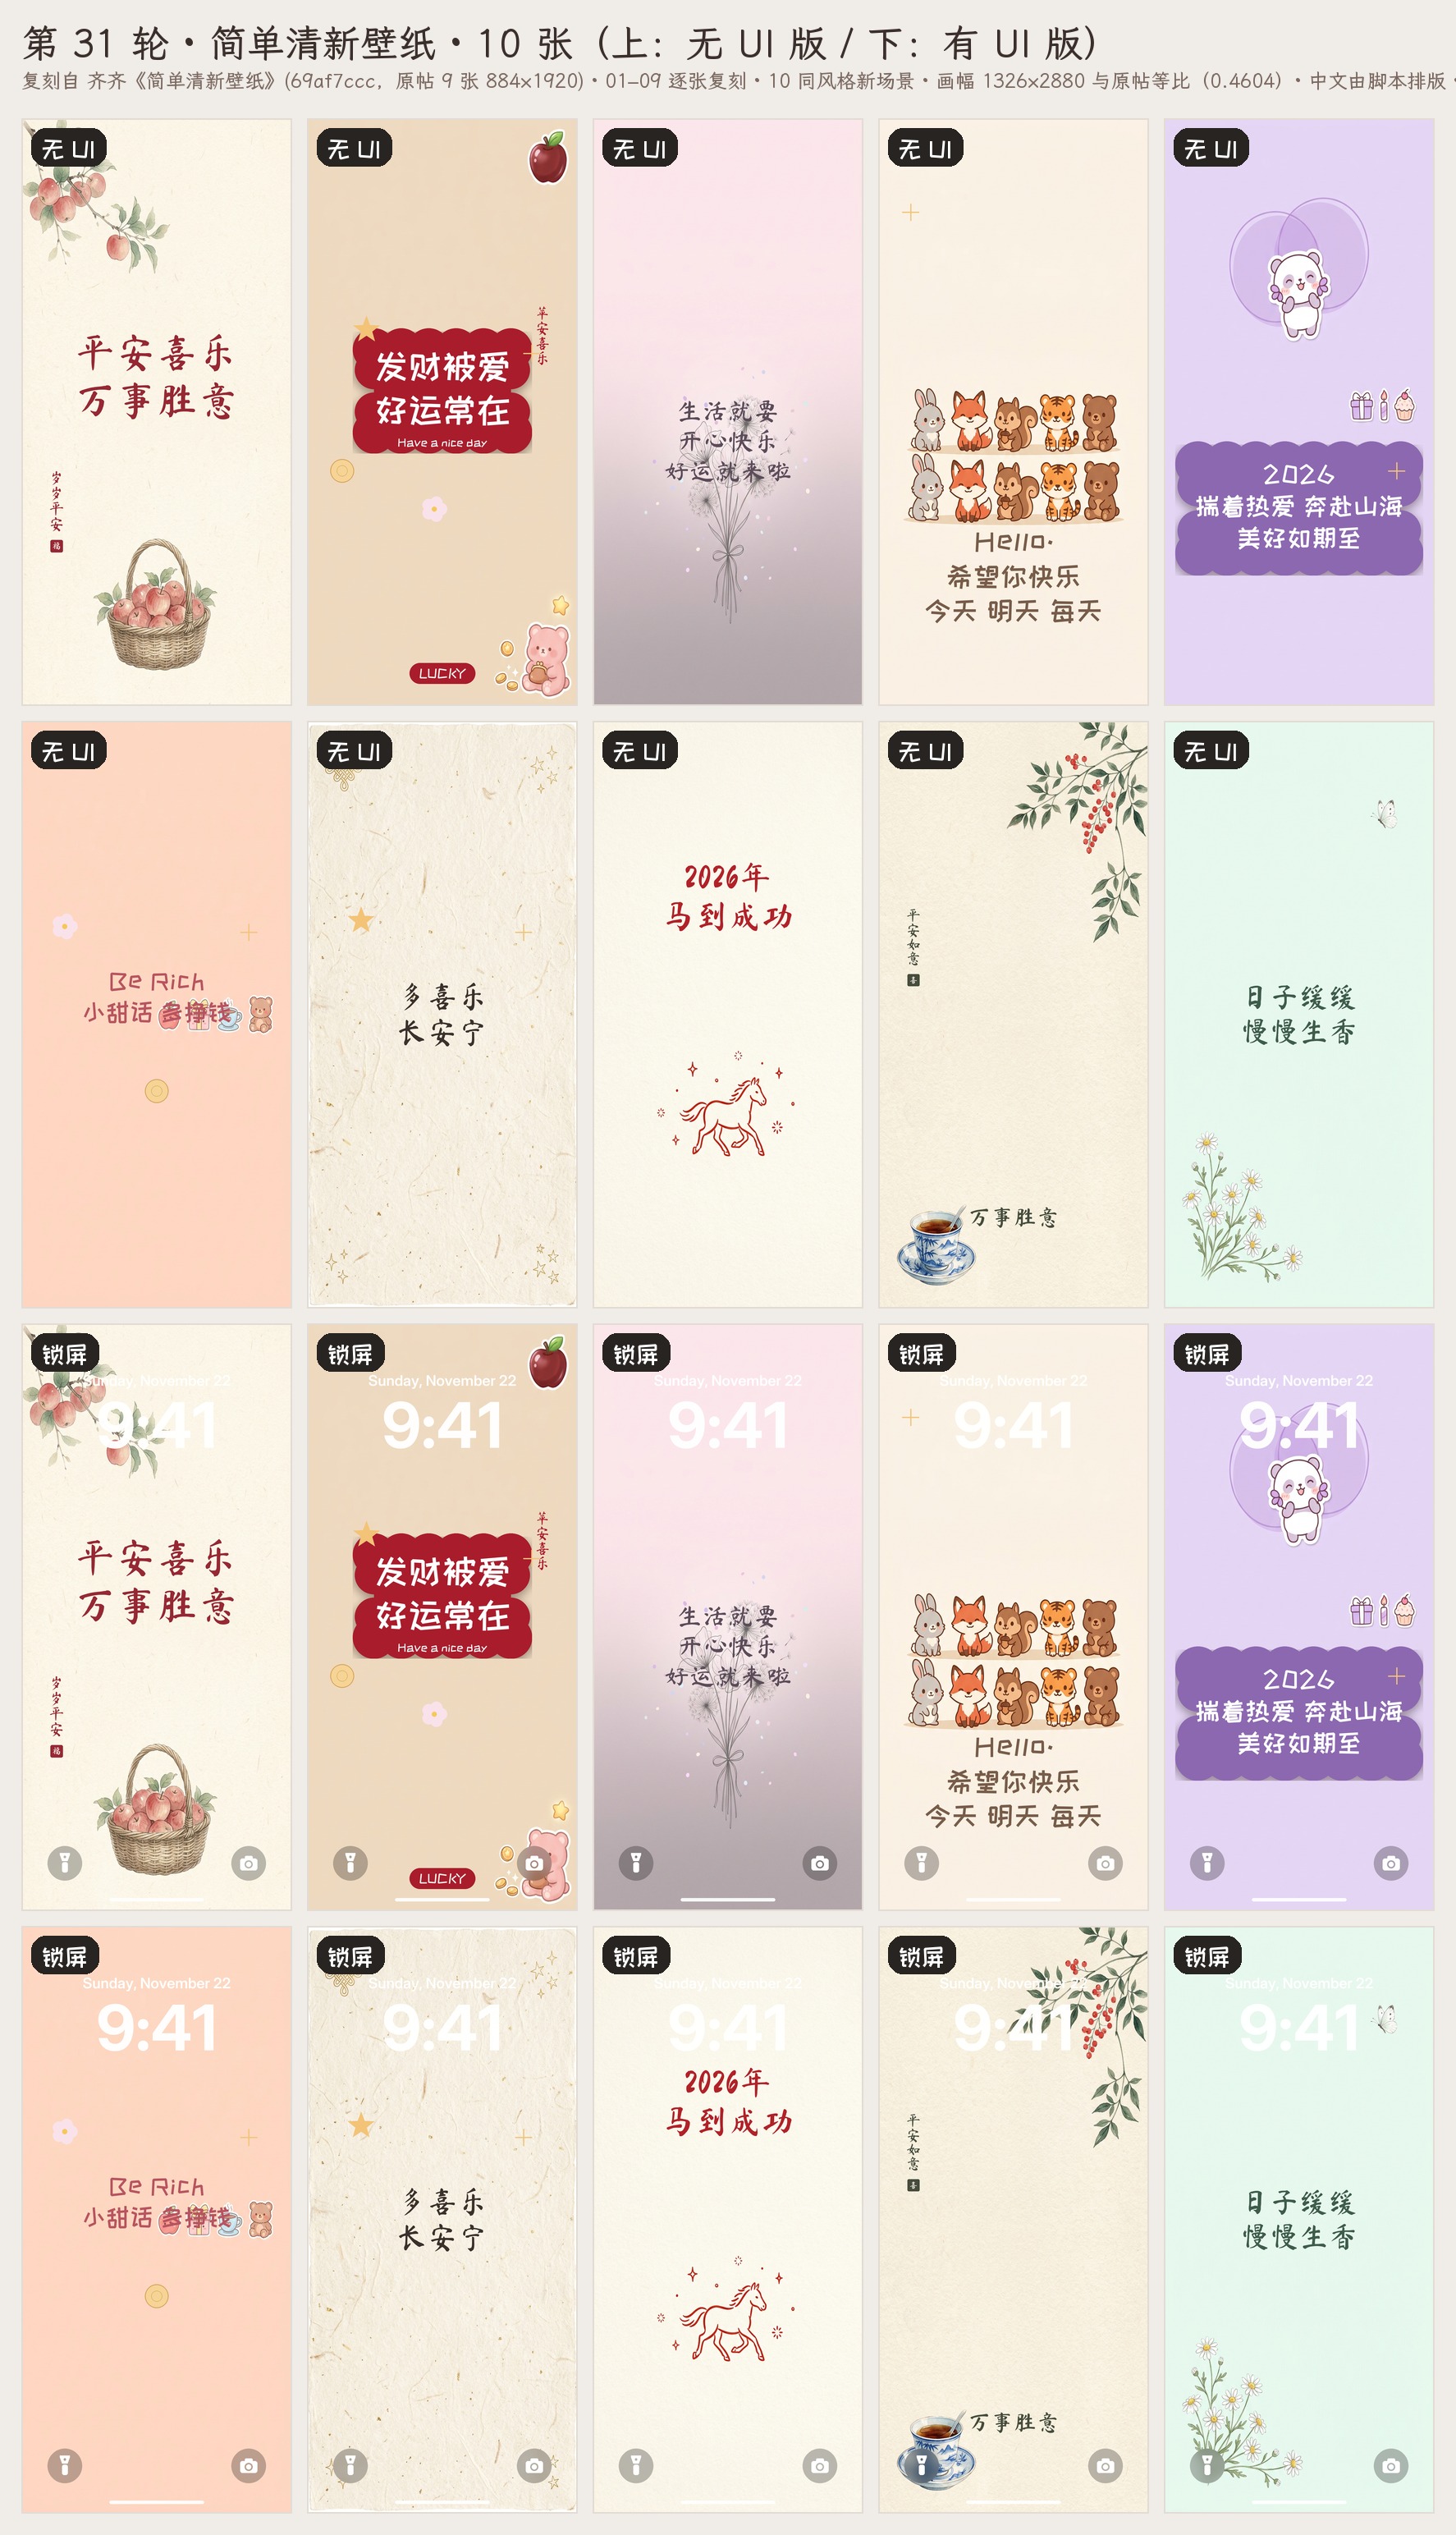 第 31 轮 · 简单清新壁纸 · 10 张（上：无 UI 版 / 下：有 UI 版）
复刻自 齐齐《简单清新壁纸》(69af7ccc，原帖 9 张 884×1920) · 01–09 逐张复刻 · 10 同风格新场景 · 画幅 1326×2880 与原帖等比（0.4604）· 中文由脚本排版 ·
无 UI
平安喜乐
万事胜意
岁岁平安
福
无 UI
平安喜乐
发财被爱
好运常在
Have a nice day
LUCKY
无 UI
生活就要
开心快乐
好运就来啦
无 UI
Hello.
希望你快乐
今天 明天 每天
无 UI
2026
揣着热爱 奔赴山海
美好如期至
无 UI
Be Rich
小甜话 多挣钱
无 UI
多喜乐
长安宁
无 UI
2026年
马到成功
无 UI
平安如意
喜
万事胜意
无 UI
日子缓缓
慢慢生香
锁屏
Sunday, November 22
9:41
平安喜乐
万事胜意
岁岁平安
福
锁屏
Sunday, November 22
9:41
平安喜乐
发财被爱
好运常在
Have a nice day
LUCKY
锁屏
Sunday, November 22
9:41
生活就要
开心快乐
好运就来啦
锁屏
Sunday, November 22
9:41
Hello.
希望你快乐
今天 明天 每天
锁屏
Sunday, November 22
9:41
2026
揣着热爱 奔赴山海
美好如期至
锁屏
Sunday, November 22
9:41
Be Rich
小甜话 多挣钱
锁屏
Sunday, November 22
9:41
多喜乐
长安宁
锁屏
Sunday, November 22
9:41
2026年
马到成功
锁屏
Sunday, November 22
9:41
平安如意
喜
万事胜意
锁屏
Sunday, November 22
9:41
日子缓缓
慢慢生香